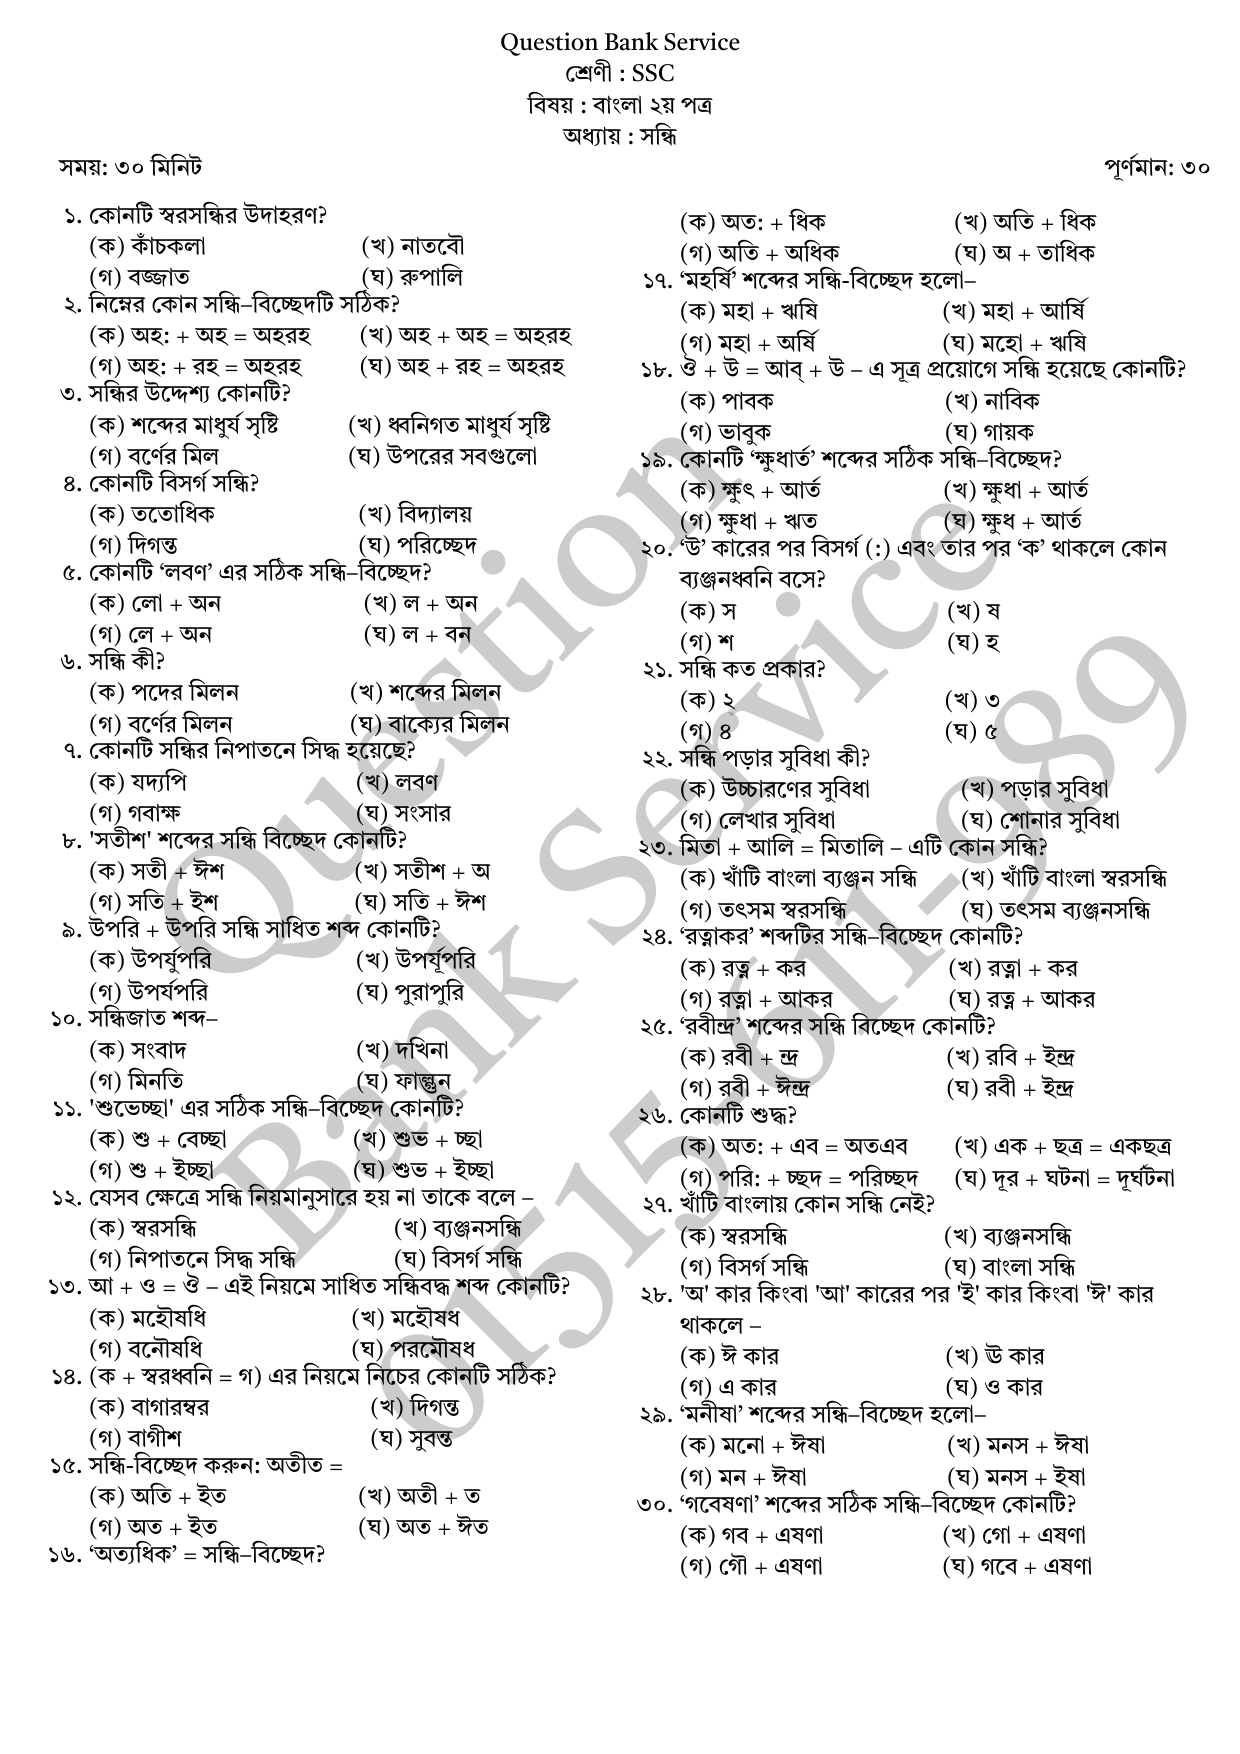 Question Bank Service
শ্রেণী : SSC
বিষয় : বাংলা ২য় পত্র
অধ্যায় : সন্ধি
সময়: ৩০ মিনিট পূর্ণমান: ৩০
১. কোনটি স্বরসন্ধির উদাহরণ?
(ক) কাঁচকলা (খ) নাতবৌ
(গ) বজ্জাত (ঘ) রুপালি
২. নিম্নের কোন সন্ধি–বিচ্ছেদটি সঠিক?
(ক) অহ: + অহ = অহরহ (খ) অহ + অহ = অহরহ
(গ) অহ: + রহ = অহরহ (ঘ) অহ + রহ = অহরহ
৩. সন্ধির উদ্দেশ্য কোনটি?
(ক) শব্দের মাধুর্য সৃষ্টি (খ) ধ্বনিগত মাধুর্য সৃষ্টি
(গ) বর্ণের মিল (ঘ) উপরের সবগুলো
৪. কোনটি বিসর্গ সন্ধি?
(ক) ততোধিক (খ) বিদ্যালয়
(গ) দিগন্ত (ঘ) পরিচ্ছেদ
৫. কোনটি ‘লবণ’ এর সঠিক সন্ধি–বিচ্ছেদ?
(ক) লো + অন (খ) ল + অন
(গ) লে + অন (ঘ) ল + বন
৬. সন্ধি কী?
(ক) পদের মিলন (খ) শব্দের মিলন
(গ) বর্ণের মিলন (ঘ) বাক্যের মিলন
৭. কোনটি সন্ধির নিপাতনে সিদ্ধ হয়েছে?
(ক) যদ্যপি (খ) লবণ
(গ) গবাক্ষ (ঘ) সংসার
৮. 'সতীশ' শব্দের সন্ধি বিচ্ছেদ কোনটি?
(ক) সতী + ঈশ (খ) সতীশ + অ
(গ) সতি + ইশ (ঘ) সতি + ঈশ
৯. উপরি + উপরি সন্ধি সাধিত শব্দ কোনটি?
(ক) উপর্যুপরি (খ) উপর্যূপরি
(গ) উপর্যপরি (ঘ) পুরাপুরি
১০. সন্ধিজাত শব্দ–
(ক) সংবাদ (খ) দখিনা
(গ) মিনতি (ঘ) ফাল্গুন
১১. 'শুভেচ্ছা' এর সঠিক সন্ধি–বিচ্ছেদ কোনটি?
(ক) শু + বেচ্ছা (খ) শুভ + চ্ছা
(গ) শু + ইচ্ছা (ঘ) শুভ + ইচ্ছা
১২. যেসব ক্ষেত্রে সন্ধি নিয়মানুসারে হয় না তাকে বলে –
(ক) স্বরসন্ধি (খ) ব্যঞ্জনসন্ধি
(গ) নিপাতনে সিদ্ধ সন্ধি (ঘ) বিসর্গ সন্ধি
১৩. আ + ও = ঔ – এই নিয়মে সাধিত সন্ধিবদ্ধ শব্দ কোনটি?
(ক) মহৌষধি (খ) মহৌষধ
(গ) বনৌষধি (ঘ) পরমৌষধ
১৪. (ক + স্বরধ্বনি = গ) এর নিয়মে নিচের কোনটি সঠিক?
(ক) বাগারম্বর (খ) দিগন্ত
(গ) বাগীশ (ঘ) সুবন্ত
১৫. সন্ধি-বিচ্ছেদ করুন: অতীত =
(ক) অতি + ইত (খ) অতী + ত
(গ) অত + ইত (ঘ) অত + ঈত
১৬. ‘অত্যধিক’ = সন্ধি–বিচ্ছেদ?
(ক) অত: + ধিক (খ) অতি + ধিক
(গ) অতি + অধিক (ঘ) অ + তাধিক
১৭. ‘মহর্ষি’ শব্দের সন্ধি-বিচ্ছেদ হলো–
(ক) মহা + ঋষি (খ) মহা + আর্ষি
(গ) মহা + অর্ষি (ঘ) মহো + ঋষি
১৮. ঔ + উ = আব্ + উ – এ সূত্র প্রয়োগে সন্ধি হয়েছে কোনটি?
(ক) পাবক (খ) নাবিক
(গ) ভাবুক (ঘ) গায়ক
১৯. কোনটি ‘ক্ষুধার্ত’ শব্দের সঠিক সন্ধি–বিচ্ছেদ?
(ক) ক্ষুৎ + আর্ত (খ) ক্ষুধা + আর্ত
(গ) ক্ষুধা + ঋত (ঘ) ক্ষুধ + আর্ত
২০. ‘উ’ কারের পর বিসর্গ (:) এবং তার পর ‘ক’ থাকলে কোন
ব্যঞ্জনধ্বনি বসে?
(ক) স (খ) ষ
(গ) শ (ঘ) হ
২১. সন্ধি কত প্রকার?
(ক) ২ (খ) ৩
(গ) ৪ (ঘ) ৫
২২. সন্ধি পড়ার সুবিধা কী?
(ক) উচ্চারণের সুবিধা (খ) পড়ার সুবিধা
(গ) লেখার সুবিধা (ঘ) শোনার সুবিধা
২৩. মিতা + আলি = মিতালি – এটি কোন সন্ধি?
(ক) খাঁটি বাংলা ব্যঞ্জন সন্ধি (খ) খাঁটি বাংলা স্বরসন্ধি
(গ) তৎসম স্বরসন্ধি (ঘ) তৎসম ব্যঞ্জনসন্ধি
২৪. ‘রত্নাকর’ শব্দটির সন্ধি–বিচ্ছেদ কোনটি?
(ক) রত্ন + কর (খ) রত্না + কর
(গ) রত্না + আকর (ঘ) রত্ন + আকর
২৫. ‘রবীন্দ্র’ শব্দের সন্ধি বিচ্ছেদ কোনটি?
(ক) রবী + ন্দ্র (খ) রবি + ইন্দ্র
(গ) রবী + ঈন্দ্র (ঘ) রবী + ইন্দ্র
২৬. কোনটি শুদ্ধ?
(ক) অত: + এব = অতএব (খ) এক + ছত্র = একছত্র
(গ) পরি: + চ্ছদ = পরিচ্ছদ (ঘ) দূর + ঘটনা = দূর্ঘটনা
২৭. খাঁটি বাংলায় কোন সন্ধি নেই?
(ক) স্বরসন্ধি (খ) ব্যঞ্জনসন্ধি
(গ) বিসর্গ সন্ধি (ঘ) বাংলা সন্ধি
২৮. 'অ' কার কিংবা 'আ' কারের পর 'ই' কার কিংবা 'ঈ' কার
থাকলে –
(ক) ঈ কার (খ) ঊ কার
(গ) এ কার (ঘ) ও কার
২৯. ‘মনীষা’ শব্দের সন্ধি–বিচ্ছেদ হলো–
(ক) মনো + ঈষা (খ) মনস + ঈষা
(গ) মন + ঈষা (ঘ) মনস + ইষা
৩০. ‘গবেষণা’ শব্দের সঠিক সন্ধি–বিচ্ছেদ কোনটি?
(ক) গব + এষণা (খ) গো + এষণা
(গ) গৌ + এষণা (ঘ) গবে + এষণা
Question
Bank Service
01515-611-989